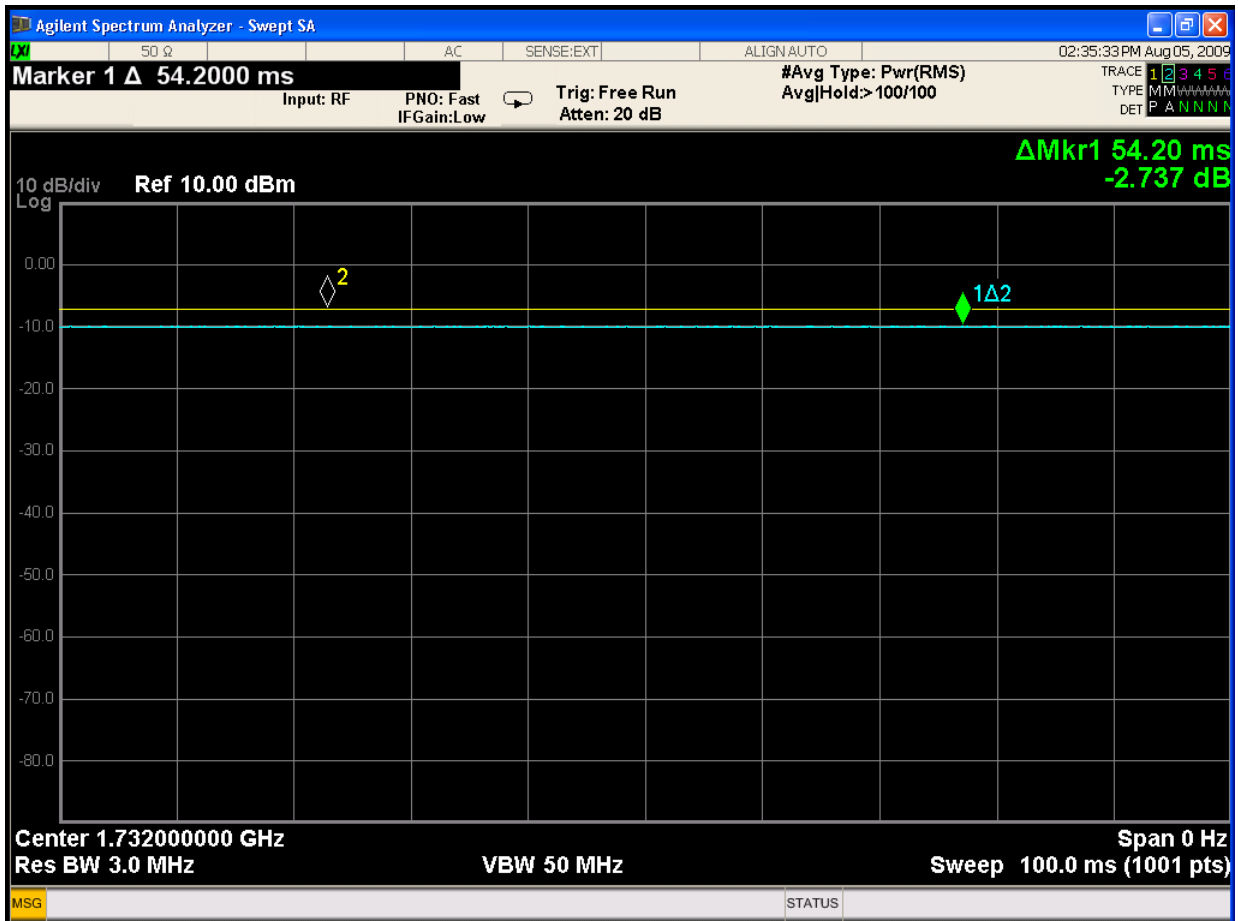 Agilent Spectrum Analyzer - Swept SA
LXI 50 Ω AC SENSE:EXT ALIGN AUTO 02:35:33 PM Aug 05, 2009
Marker 1 Δ 54.2000 ms
Input: RF PNO: Fast IFGain:Low
Trig: Free Run
Atten: 20 dB
#Avg Type: Pwr(RMS)
Avg|Hold:>100/100
TRACE 1 2 3 4 5 6
TYPE M M W W W W
DET P A N N N N
ΔMkr1 54.20 ms
-2.737 dB
10 dB/div Ref 10.00 dBm
Log
0.00
2
1Δ2
-10.0
-20.0
-30.0
-40.0
-50.0
-60.0
-70.0
-80.0
Center 1.732000000 GHz Span 0 Hz
Res BW 3.0 MHz VBW 50 MHz Sweep 100.0 ms (1001 pts)
MSG STATUS